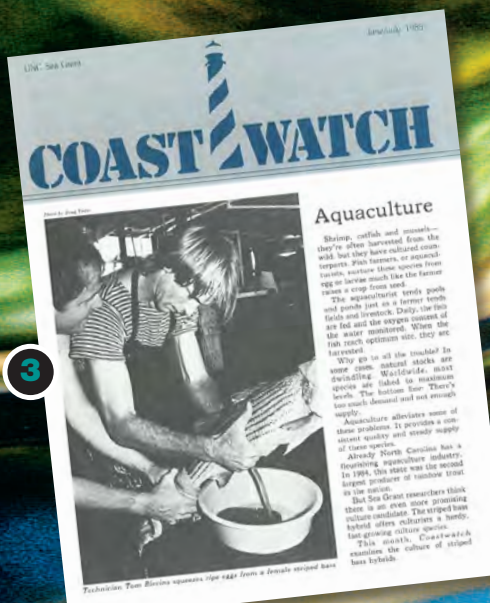 UNC Sea Grant
June/July, 1985
COAST WATCH
Photo by
Aquaculture
Shrimp, catfish and mussels—
they're often harvested from the
wild, but they have cultured coun-
terparts. Fish farmers, or aquacul-
turists, nurture these species from
egg or larvae much like the farmer
raises a crop from seed.
The aquaculturist tends pools
and ponds just as a farmer tends
fields and livestock. Daily, the fish
are fed and the oxygen content of
the water monitored. When the
fish reach optimum size, they are
harvested.
Why go to all the trouble? In
some cases, natural stocks are
dwindling. Worldwide, most
species are fished to maximum
levels. The bottom line: There's
too much demand and not enough
supply.
Aquaculture alleviates some of
these problems. It provides a con-
sistent quality and steady supply
of these species.
Already North Carolina has a
flourishing aquaculture industry.
In 1984, this state was the second
largest producer of rainbow trout
in the nation.
But Sea Grant researchers think
there is an even more promising
culture candidate. The striped bass
hybrid offers culturists a hardy,
fast-growing culture species.
This month, Coastwatch
examines the culture of striped
bass hybrids.
3
Technician Tom squeezes ripe eggs from a female striped bass